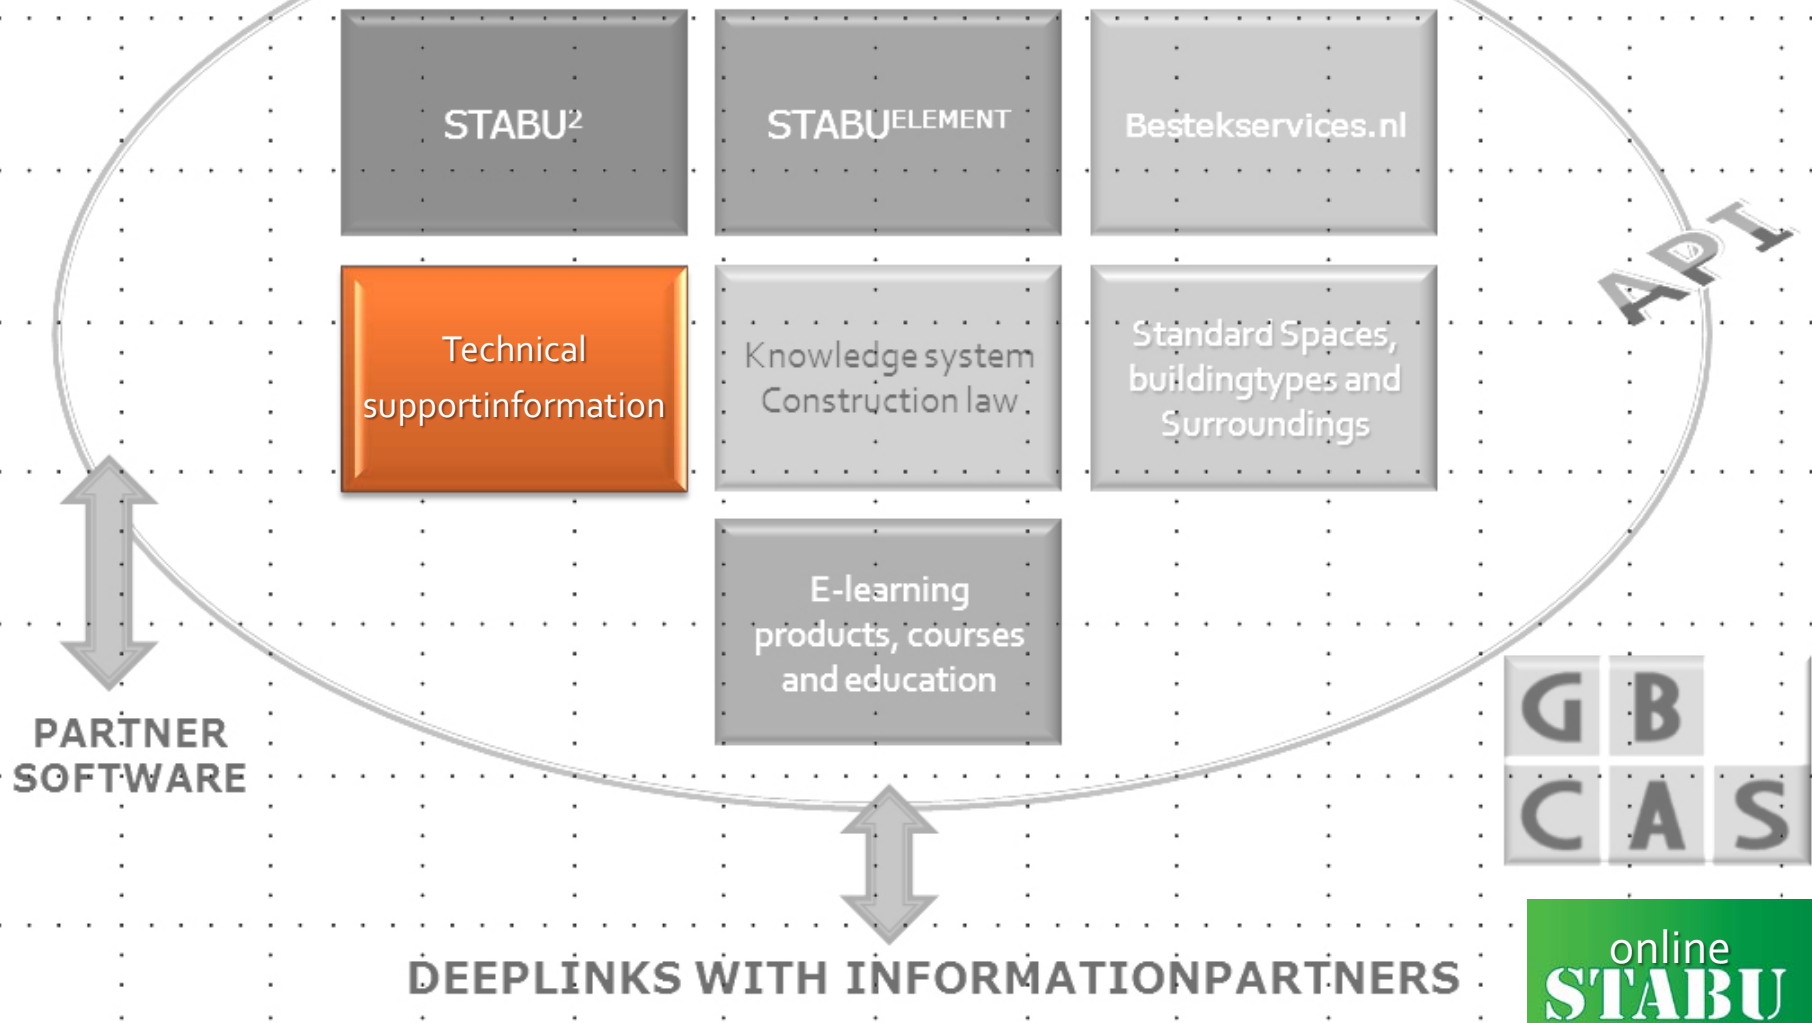 STABU²
STABUᴱᴸᴱᴹᴱᴺᵀ
Bestekservices.nl
API
Technical
supportinformation
Knowledge system
Construction law
Standard Spaces,
buildingtypes and
Surroundings
E-learning
products, courses
and education
PARTNER
SOFTWARE
G B
C A S
DEEPLINKS WITH INFORMATIONPARTNERS
online
STABU